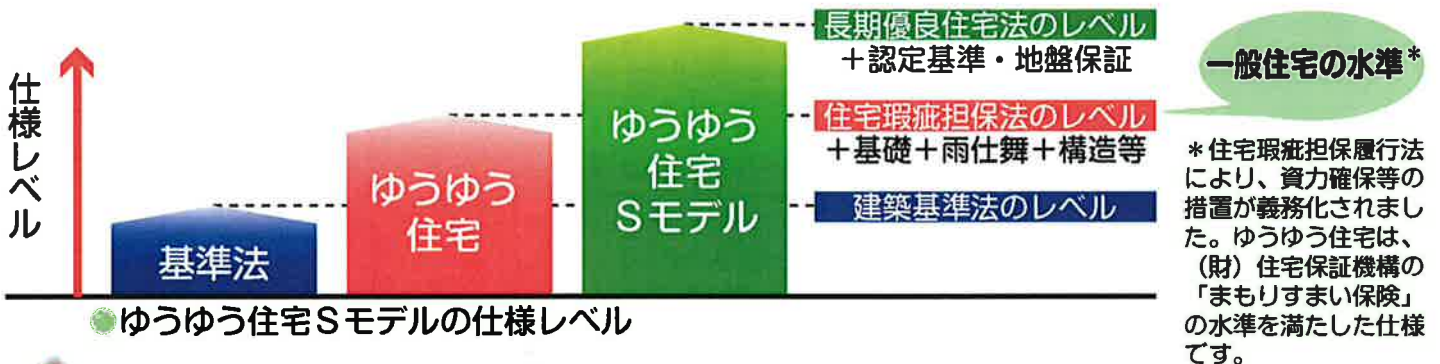 仕様レベル
基準法
ゆうゆう
住宅
ゆうゆう
住宅
Sモデル
長期優良住宅法のレベル
+認定基準・地盤保証
住宅瑕疵担保法のレベル
+基礎+雨仕舞+構造等
建築基準法のレベル
一般住宅の水準*
*住宅瑕疵担保履行法
により、資力確保等の
措置が義務化されまし
た。ゆうゆう住宅は、
(財)住宅保証機構の
「まもりすまい保険」
の水準を満たした仕様
です。
ゆうゆう住宅Sモデルの仕様レベル